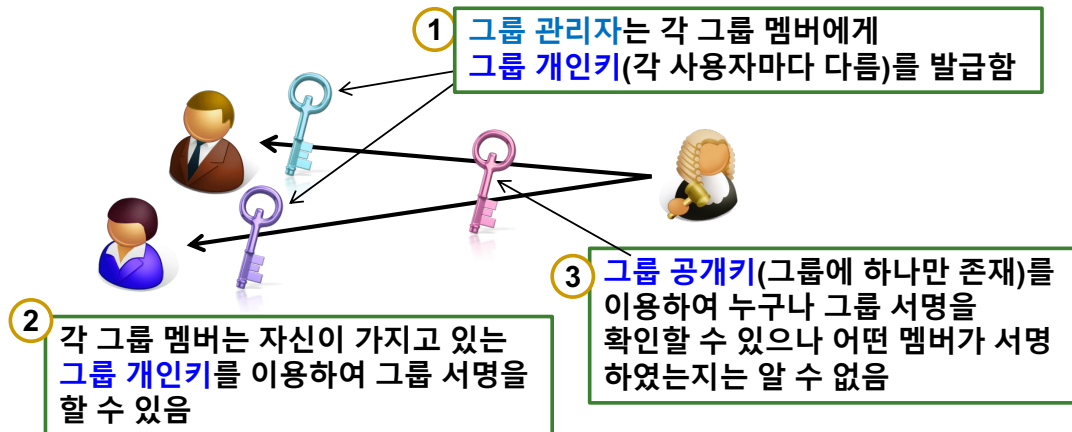 1
그룹 관리자는 각 그룹 멤버에게
그룹 개인키(각 사용자마다 다름)를 발급함
3
그룹 공개키(그룹에 하나만 존재)를
이용하여 누구나 그룹 서명을
확인할 수 있으나 어떤 멤버가 서명
하였는지는 알 수 없음
2
각 그룹 멤버는 자신이 가지고 있는
그룹 개인키를 이용하여 그룹 서명을
할 수 있음